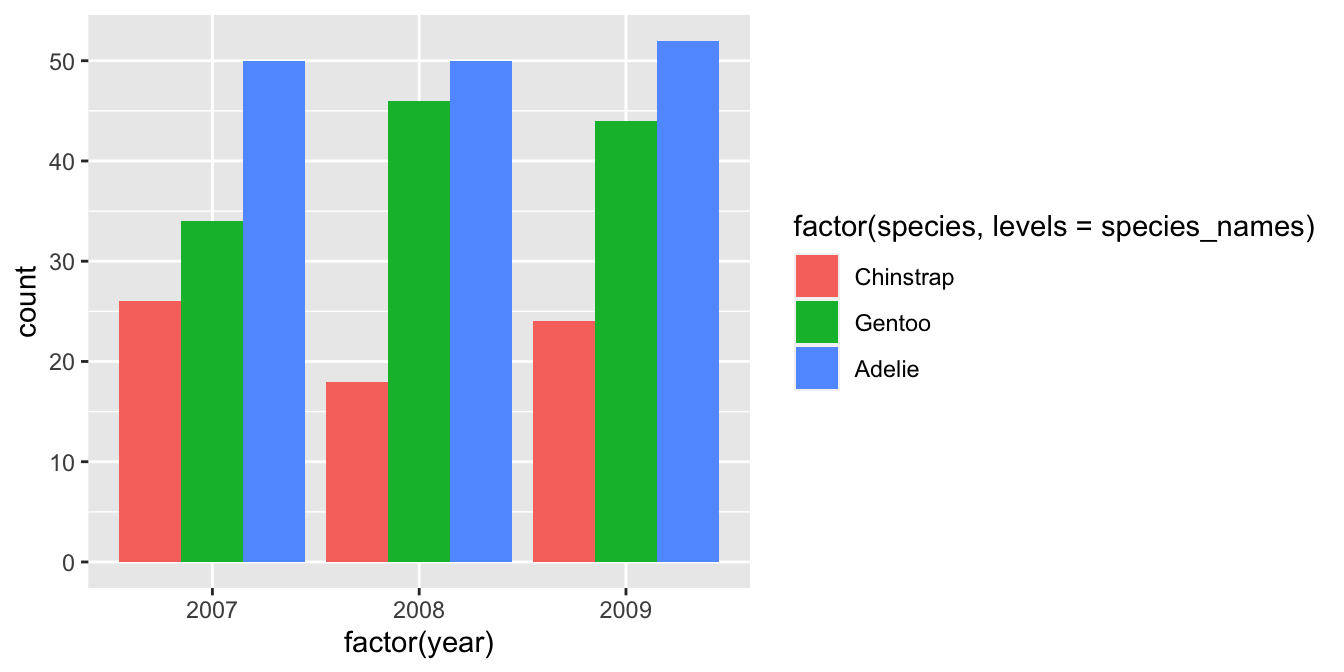 count
50
40
30
20
10
0
2007 2008 2009
factor(year)
factor(species, levels = species_names)
Chinstrap
Gentoo
Adelie